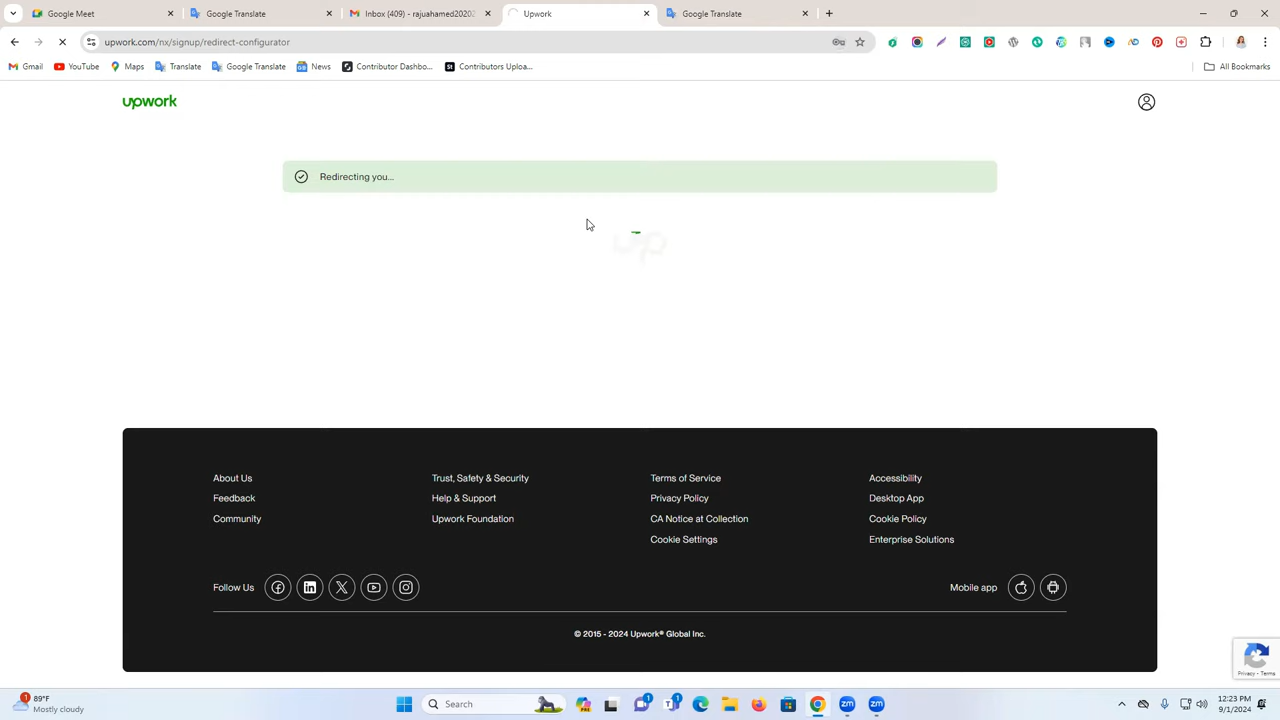 Google Meet
Google Translate
Inbox (409) - rajuahamed2020
Upwork
Google Translate
upwork.com/nx/signup/redirect-configurator
Gmail
YouTube
Maps
Translate
Google Translate
News
Contributor Dashbo...
Contributors Uploa...
All Bookmarks
upwork
Redirecting you...
up
About Us
Trust, Safety & Security
Terms of Service
Accessibility
Feedback
Help & Support
Privacy Policy
Desktop App
Community
Upwork Foundation
CA Notice at Collection
Cookie Policy
Cookie Settings
Enterprise Solutions
Follow Us
Mobile app
© 2015 - 2024 Upwork® Global Inc.
Privacy - Terms
89°F
Mostly cloudy
Search
12:23 PM
9/1/2024